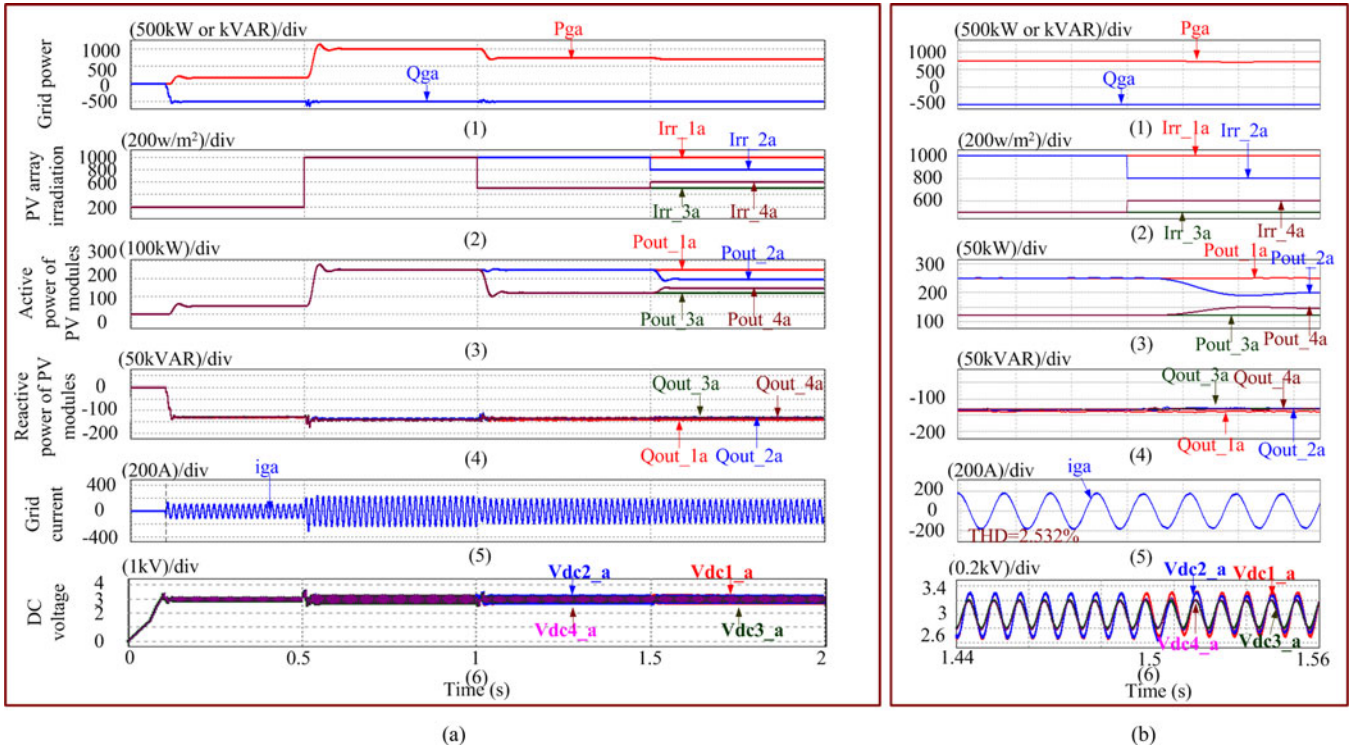 (500kW or kVAR)/div
Pga
1000
500
0
-500
Grid power
Qga
(1)
(200w/m²)/div
Irr_1a
Irr_2a
1000
800
600
200
PV array
irradiation
Irr_3a
Irr_4a
(2)
(100kW)/div
Pout_1a
Pout_2a
300
200
100
0
Active
power of
PV modules
Pout_3a
Pout_4a
(3)
(50kVAR)/div
0
-100
-200
Reactive
power of PV
modules
Qout_3a
Qout_4a
Qout_1a
Qout_2a
(4)
(200A)/div
iga
400
0
-400
Grid
current
(5)
(1kV)/div
Vdc2_a
Vdc1_a
4
3
2
0
DC
voltage
Vdc4_a
Vdc3_a
0
0.5
1
1.5
2
(6)
Time (s)
(a)
(500kW or kVAR)/div
Pga
1000
500
0
-500
Qga
(1)
(200w/m²)/div
Irr_1a
Irr_2a
1000
800
600
Irr_3a
Irr_4a
(2)
(50kW)/div
Pout_1a
Pout_2a
300
200
100
Pout_3a
Pout_4a
(3)
(50kVAR)/div
Qout_3a
Qout_4a
-100
-200
Qout_1a
Qout_2a
(4)
(200A)/div
iga
200
0
-200
THD=2.532%
(5)
(0.2kV)/div
Vdc2_a
Vdc1_a
3.4
3
2.6
Vdc4_a
Vdc3_a
1.44
1.5
1.56
(6)
Time (s)
(b)